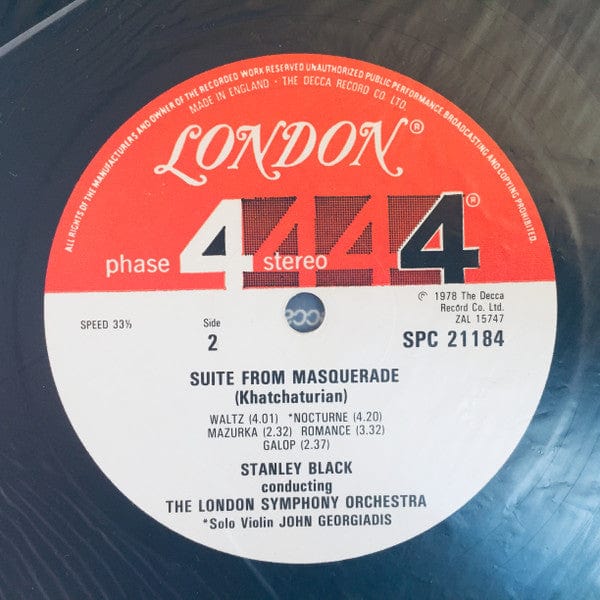 ALL RIGHTS OF THE MANUFACTURERS AND OWNER OF THE RECORDED WORK RESERVED UNAUTHORIZED PUBLIC PERFORMANCE, BROADCASTING AND COPYING PROHIBITED.
MADE IN ENGLAND · THE DECCA RECORD CO. LTD.
LONDON®
phase 4 stereo 4 4 4®
℗ 1978 The Decca
Record Co. Ltd.
ZAL 15747
SPEED 33⅓
Side
2
SPC 21184
SUITE FROM MASQUERADE
(Khatchaturian)
WALTZ (4.01) *NOCTURNE (4.20)
MAZURKA (2.32) ROMANCE (3.32)
GALOP (2.37)
STANLEY BLACK
conducting
THE LONDON SYMPHONY ORCHESTRA
*Solo Violin JOHN GEORGIADIS